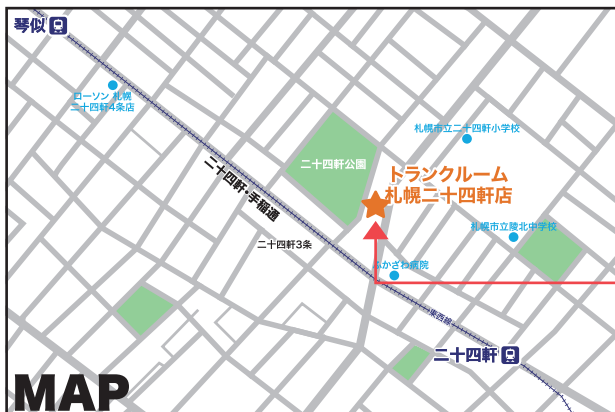 琴似
ローソン 札幌
二十四軒4条店
札幌市立二十四軒小学校
二十四軒公園
トランクルーム
札幌二十四軒店
二十四軒・手稲通
札幌市立陵北中学校
二十四軒3条
ふかざわ病院
東西線
二十四軒
MAP